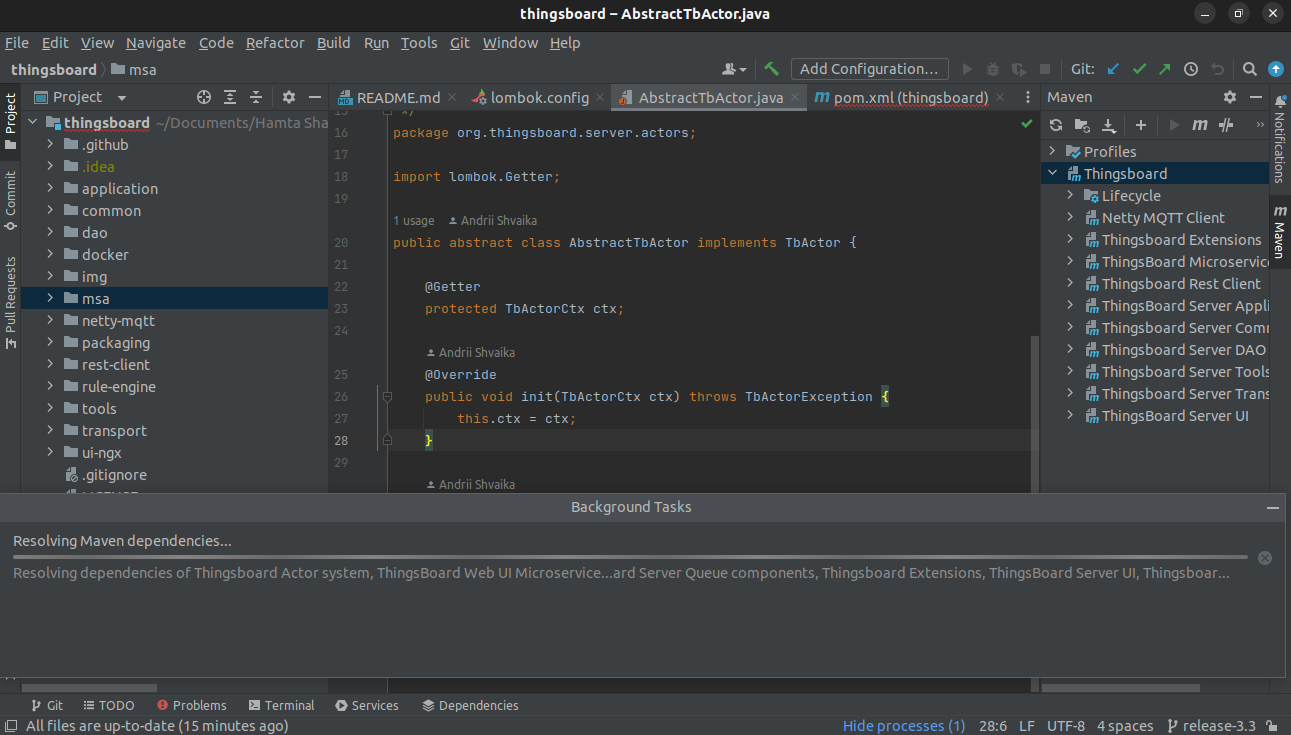 thingsboard – AbstractTbActor.java
File Edit View Navigate Code Refactor Build Run Tools Git Window Help
thingsboard msa
Add Configuration...
Git:
Project
Commit
Pull Requests
Project
thingsboard ~/Documents/Hamta Sha
.github
.idea
application
common
dao
docker
img
msa
netty-mqtt
packaging
rest-client
rule-engine
tools
transport
ui-ngx
.gitignore
README.md lombok.config AbstractTbActor.java pom.xml (thingsboard)
15 */
16 package org.thingsboard.server.actors;
17
18 import lombok.Getter;
19
1 usage Andrii Shvaika
20 public abstract class AbstractTbActor implements TbActor {
21
22 @Getter
23 protected TbActorCtx ctx;
24
Andrii Shvaika
25 @Override
26 public void init(TbActorCtx ctx) throws TbActorException {
27 this.ctx = ctx;
28 }
29
Andrii Shvaika
Maven
Profiles
Thingsboard
Lifecycle
Netty MQTT Client
Thingsboard Extensions
ThingsBoard Microservice
Thingsboard Rest Client
ThingsBoard Server Appli
Thingsboard Server Comm
ThingsBoard Server DAO
Thingsboard Server Tools
Thingsboard Server Trans
ThingsBoard Server UI
Notifications
Maven
Background Tasks
Resolving Maven dependencies...
Resolving dependencies of Thingsboard Actor system, ThingsBoard Web UI Microservice...ard Server Queue components, Thingsboard Extensions, ThingsBoard Server UI, Thingsboar...
Git TODO Problems Terminal Services Dependencies
All files are up-to-date (15 minutes ago) Hide processes (1) 28:6 LF UTF-8 4 spaces release-3.3